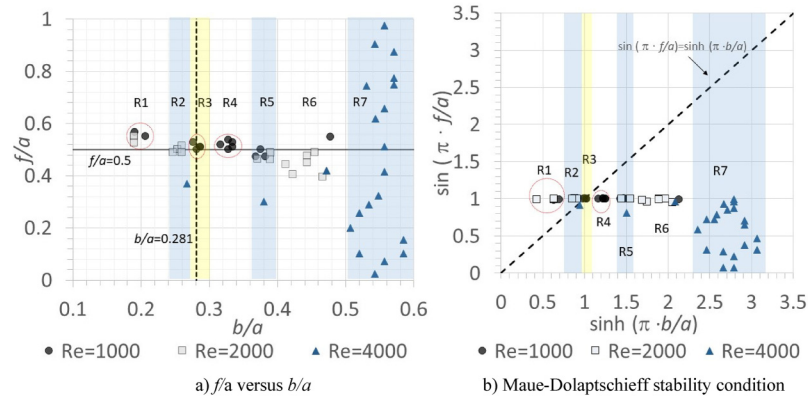 1
0.8
0.6
0.4
0.2
0
f/a
R1
R2
R3
R4
R5
R6
R7
f/a=0.5
b/a=0.281
0.1
0.2
0.3
0.4
0.5
0.6
b/a
Re=1000
Re=2000
Re=4000
a) f/a versus b/a
3.5
3
2.5
2
1.5
1
0.5
0
sin (π · f/a)
sin ( π · f/a)=sinh (π·b/a)
R1
R2
R3
R4
R5
R6
R7
0
0.5
1
1.5
2
2.5
3
3.5
sinh (π ·b/a)
Re=1000
Re=2000
Re=4000
b) Maue-Dolaptschieff stability condition